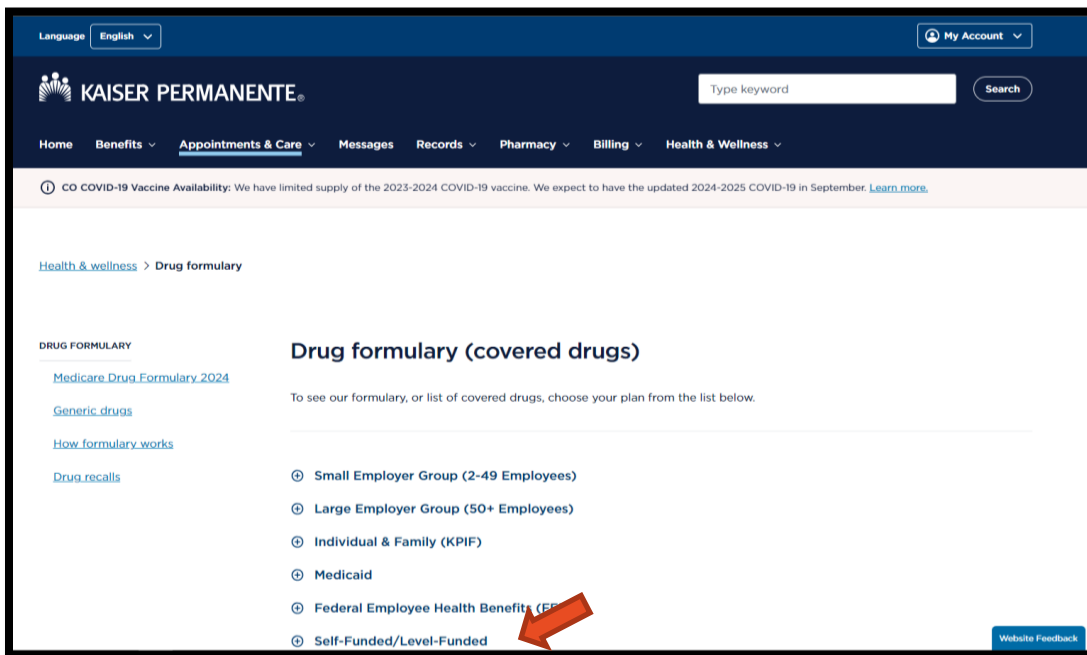 Language English
My Account
KAISER PERMANENTE®
Type keyword
Search
Home Benefits Appointments & Care Messages Records Pharmacy Billing Health & Wellness
CO COVID-19 Vaccine Availability: We have limited supply of the 2023-2024 COVID-19 vaccine. We expect to have the updated 2024-2025 COVID-19 in September. Learn more.
Health & wellness > Drug formulary
DRUG FORMULARY
Medicare Drug Formulary 2024
Generic drugs
How formulary works
Drug recalls
Drug formulary (covered drugs)
To see our formulary, or list of covered drugs, choose your plan from the list below.
Small Employer Group (2-49 Employees)
Large Employer Group (50+ Employees)
Individual & Family (KPIF)
Medicaid
Federal Employee Health Benefits
Self-Funded/Level-Funded
Website Feedback